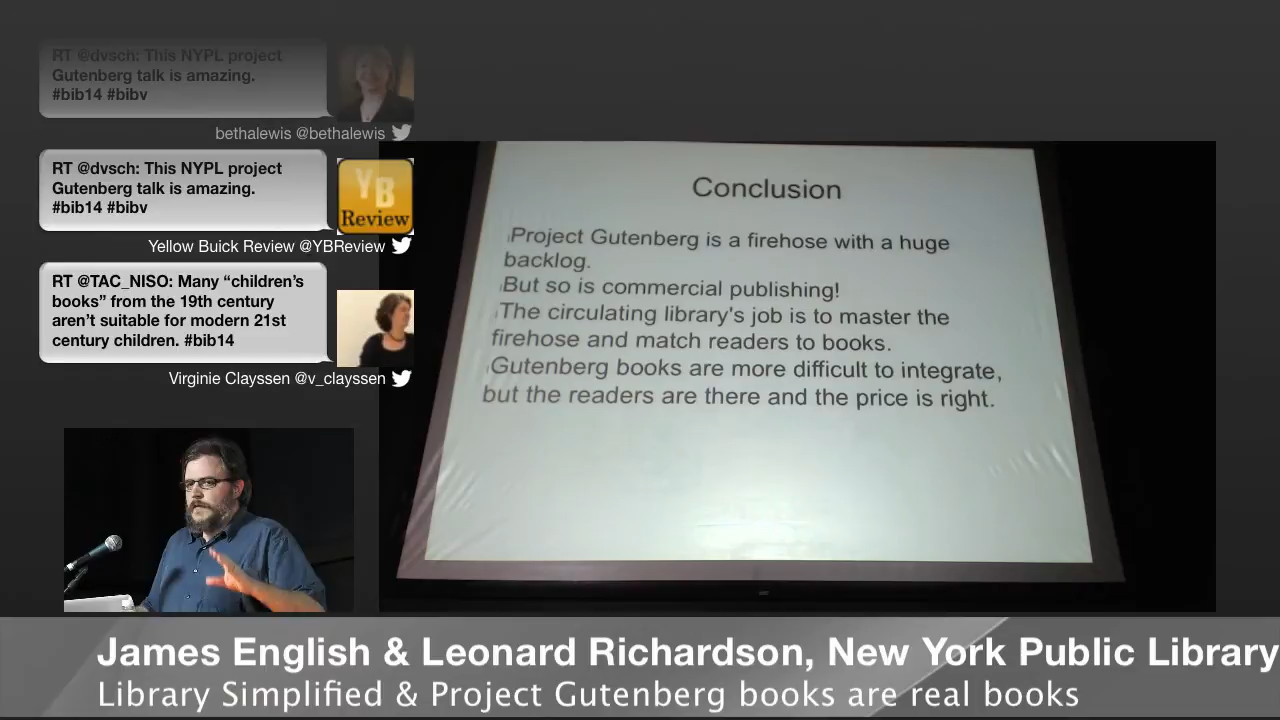 RT @dvsch: This NYPL project
Gutenberg talk is amazing.
#bib14 #bibv
bethalewis @bethalewis
RT @dvsch: This NYPL project
Gutenberg talk is amazing.
#bib14 #bibv
YB
Review
Yellow Buick Review @YBReview
RT @TAC_NISO: Many “children’s
books” from the 19th century
aren’t suitable for modern 21st
century children. #bib14
Virginie Clayssen @v_clayssen
Conclusion
Project Gutenberg is a firehose with a huge
backlog.
But so is commercial publishing!
The circulating library's job is to master the
firehose and match readers to books.
Gutenberg books are more difficult to integrate,
but the readers are there and the price is right.
James English & Leonard Richardson, New York Public Library
Library Simplified & Project Gutenberg books are real books